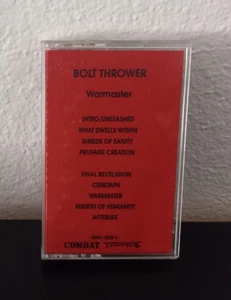 BOLT THROWER
Warmaster
INTRO/UNLEASHED
WHAT DWELLS WITHIN
SHREDS OF SANITY
PROFANE CREATION
FINAL REVELATION
CENOTAPH
WARMASTER
REBIRTH OF HUMANITY
AFTERLIFE
COMBAT